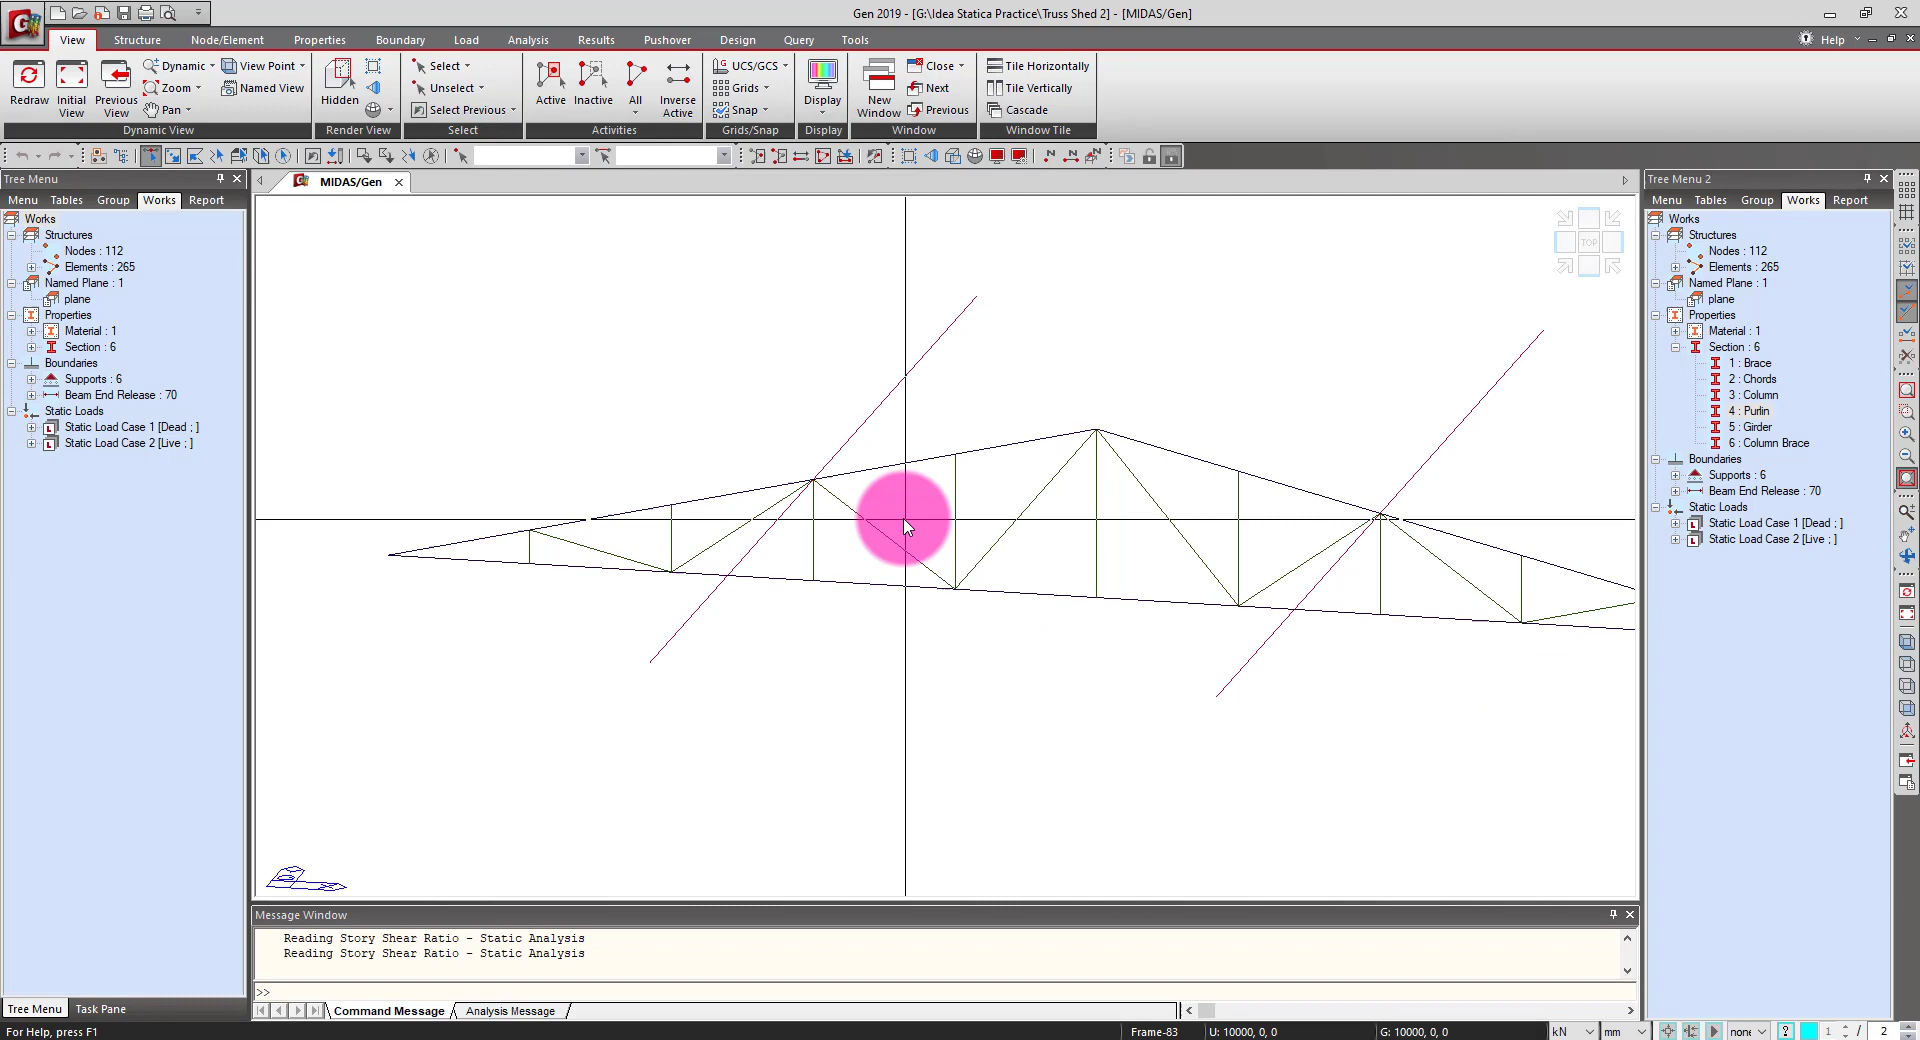 Gen 2019 - [G:\Idea Statica Practice\Truss Shed 2] - [MIDAS/Gen]
View Structure Node/Element Properties Boundary Load Analysis Results Pushover Design Query Tools Help
Redraw
Initial View
Previous View
Dynamic
Zoom
Pan
View Point
Named View
Dynamic View
Hidden
Render View
Select
Unselect
Select Previous
Select
Active
Inactive
All
Inverse Active
Activities
UCS/GCS
Grids
Snap
Grids/Snap
Display
Display
New Window
Close
Next
Previous
Window
Tile Horizontally
Tile Vertically
Cascade
Window Tile
Tree Menu
Menu Tables Group Works Report
Works
Structures
Nodes : 112
Elements : 265
Named Plane : 1
plane
Properties
Material : 1
Section : 6
Boundaries
Supports : 6
Beam End Release : 70
Static Loads
Static Load Case 1 [Dead ; ]
Static Load Case 2 [Live ; ]
Tree Menu Task Pane
MIDAS/Gen
TOP
Message Window
Reading Story Shear Ratio - Static Analysis
Reading Story Shear Ratio - Static Analysis
>>
Command Message Analysis Message
Tree Menu 2
Menu Tables Group Works Report
Works
Structures
Nodes : 112
Elements : 265
Named Plane : 1
plane
Properties
Material : 1
Section : 6
1 : Brace
2 : Chords
3 : Column
4 : Purlin
5 : Girder
6 : Column Brace
Boundaries
Supports : 6
Beam End Release : 70
Static Loads
Static Load Case 1 [Dead ; ]
Static Load Case 2 [Live ; ]
For Help, press F1 Frame-83 U: 10000, 0, 0 G: 10000, 0, 0 kN mm none ? 1 / 2